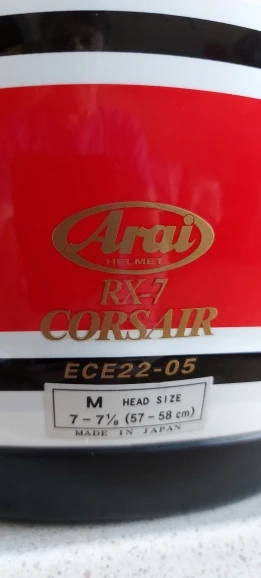 Arai
HELMET
RX-7
CORSAIR
ECE22-05
M HEAD SIZE
7 - 7⅛ (57 - 58 cm)
MADE IN JAPAN